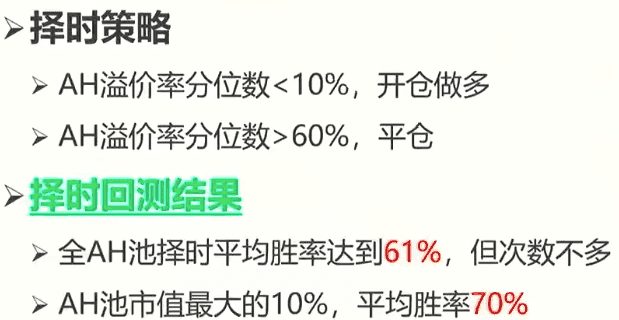 ➢择时策略
➢ AH溢价率分位数<10%，开仓做多
➢ AH溢价率分位数>60%，平仓
➢择时回测结果
➢ 全AH池择时平均胜率达到61%，但次数不多
➢ AH池市值最大的10%，平均胜率70%